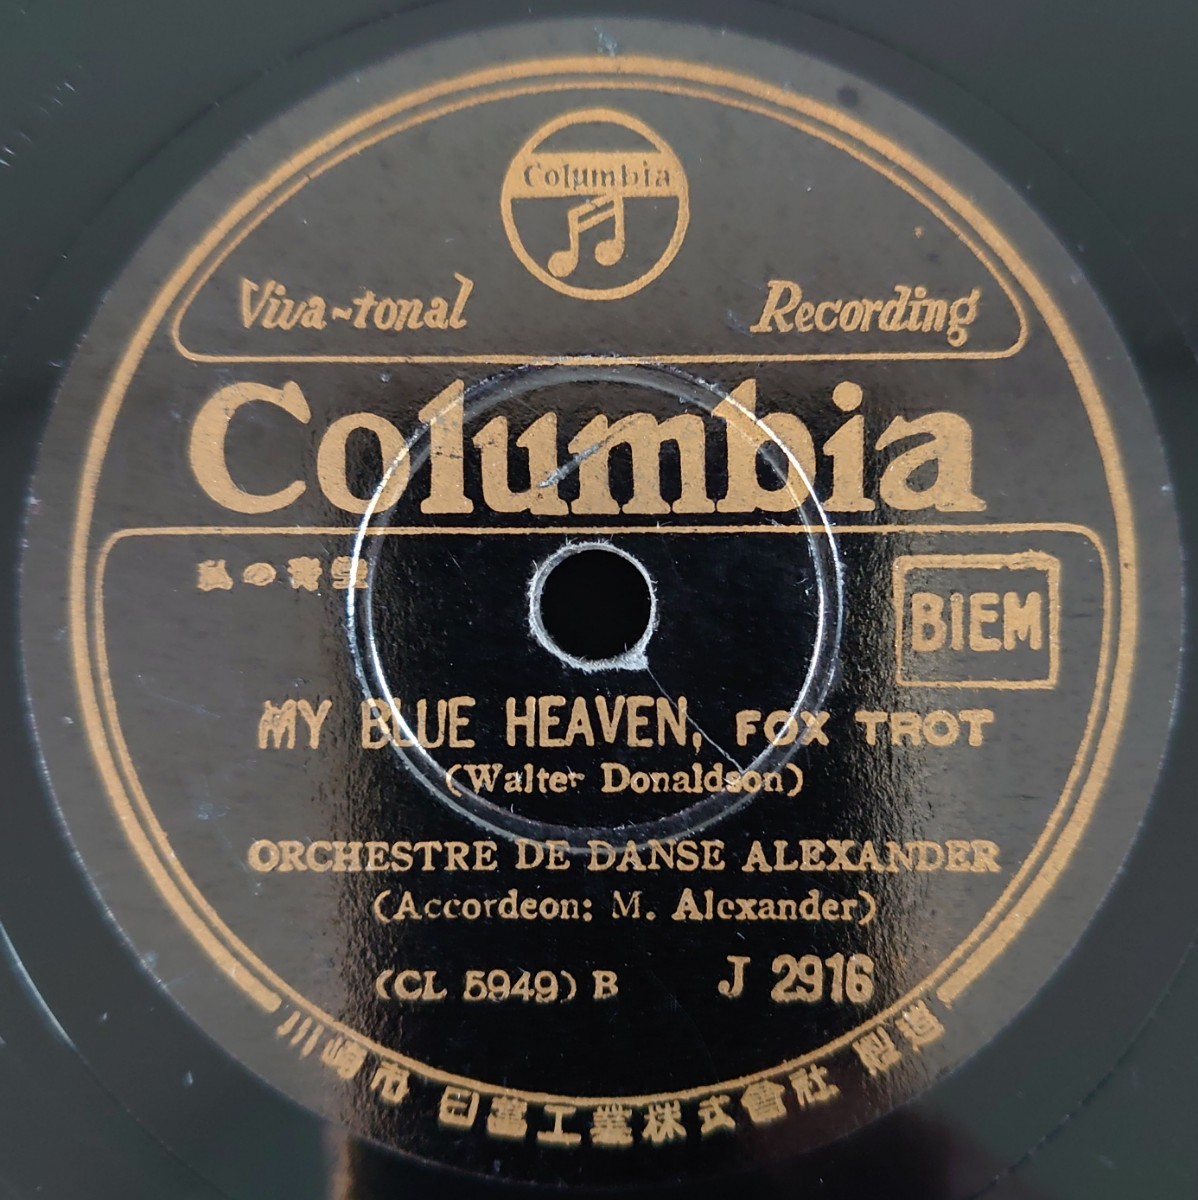 Columbia
Viva-tonal Recording
Columbia
私の青空
BIEM
MY BLUE HEAVEN, FOX TROT
(Walter Donaldson)
ORCHESTRE DE DANSE ALEXANDER
(Accordeon: M. Alexander)
(CL 5949) B J 2916
川崎市 日蓄工業株式會社 製造